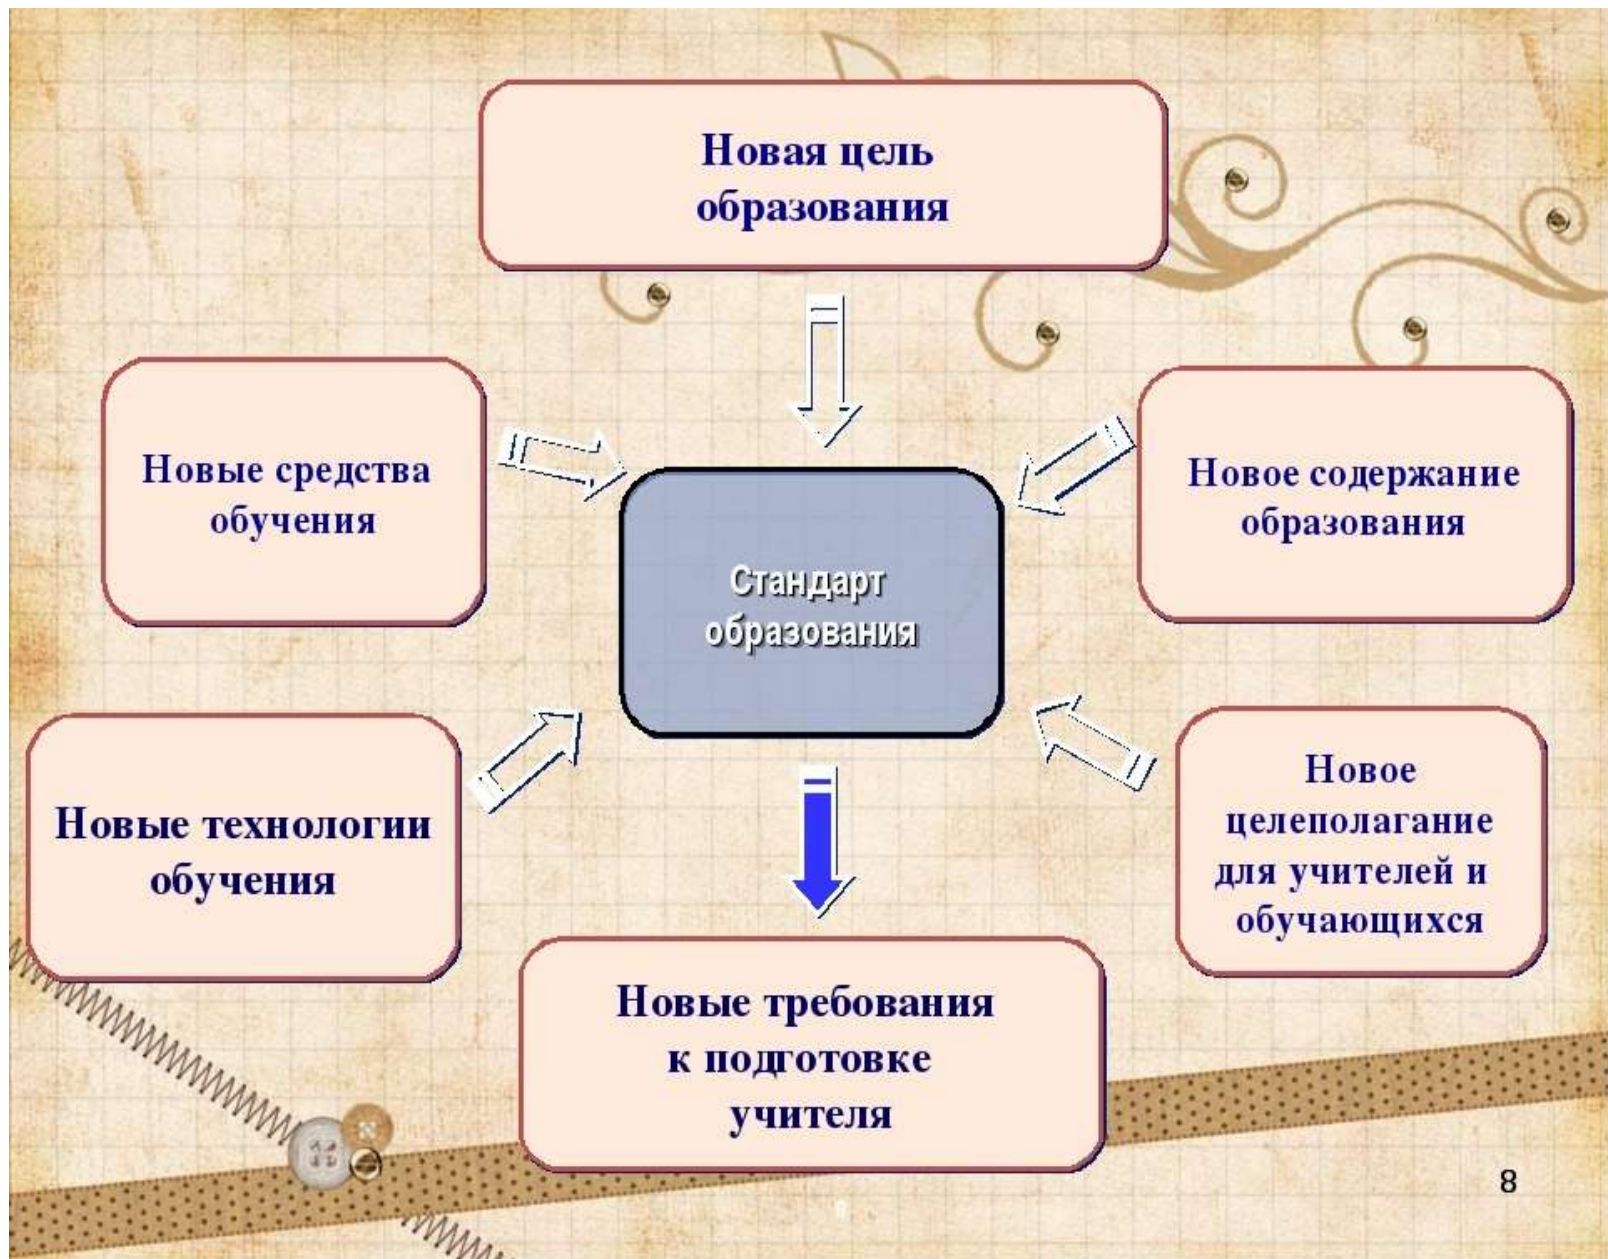 Новая цель
образования
Новые средства
обучения
Новое содержание
образования
Стандарт
образования
Новые технологии
обучения
Новое
целеполагание
для учителей и
обучающихся
Новые требования
к подготовке
учителя
8